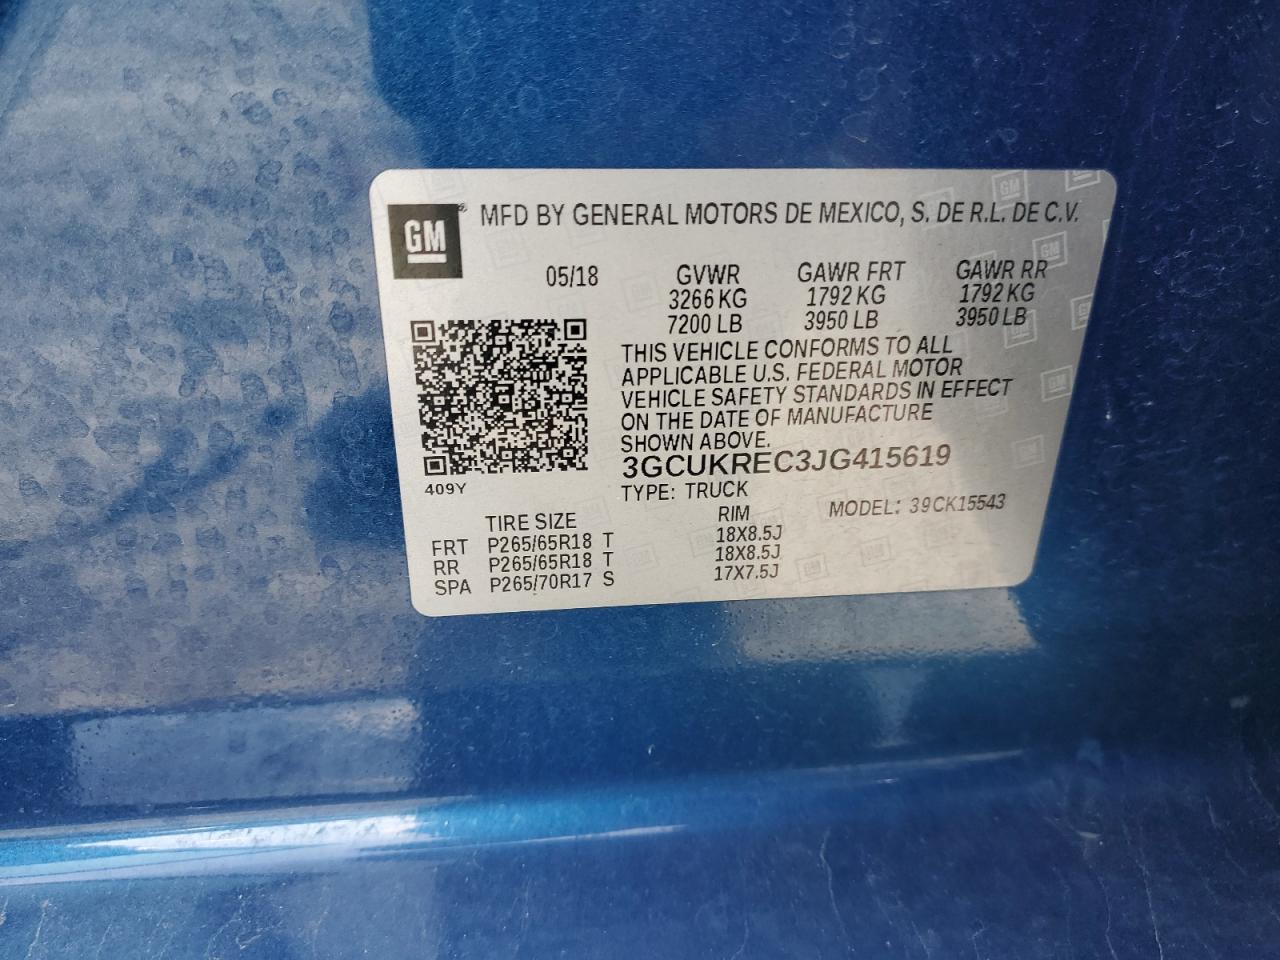 GM
MFD BY GENERAL MOTORS DE MEXICO, S. DE R.L. DE C.V.
05/18 GVWR GAWR FRT GAWR RR
3266 KG 1792 KG 1792 KG
7200 LB 3950 LB 3950 LB
THIS VEHICLE CONFORMS TO ALL
APPLICABLE U.S. FEDERAL MOTOR
VEHICLE SAFETY STANDARDS IN EFFECT
ON THE DATE OF MANUFACTURE
SHOWN ABOVE.
3GCUKREC3JG415619
409Y
TYPE: TRUCK
MODEL: 39CK15543
TIRE SIZE RIM
FRT P265/65R18 T 18X8.5J
RR P265/65R18 T 18X8.5J
SPA P265/70R17 S 17X7.5J